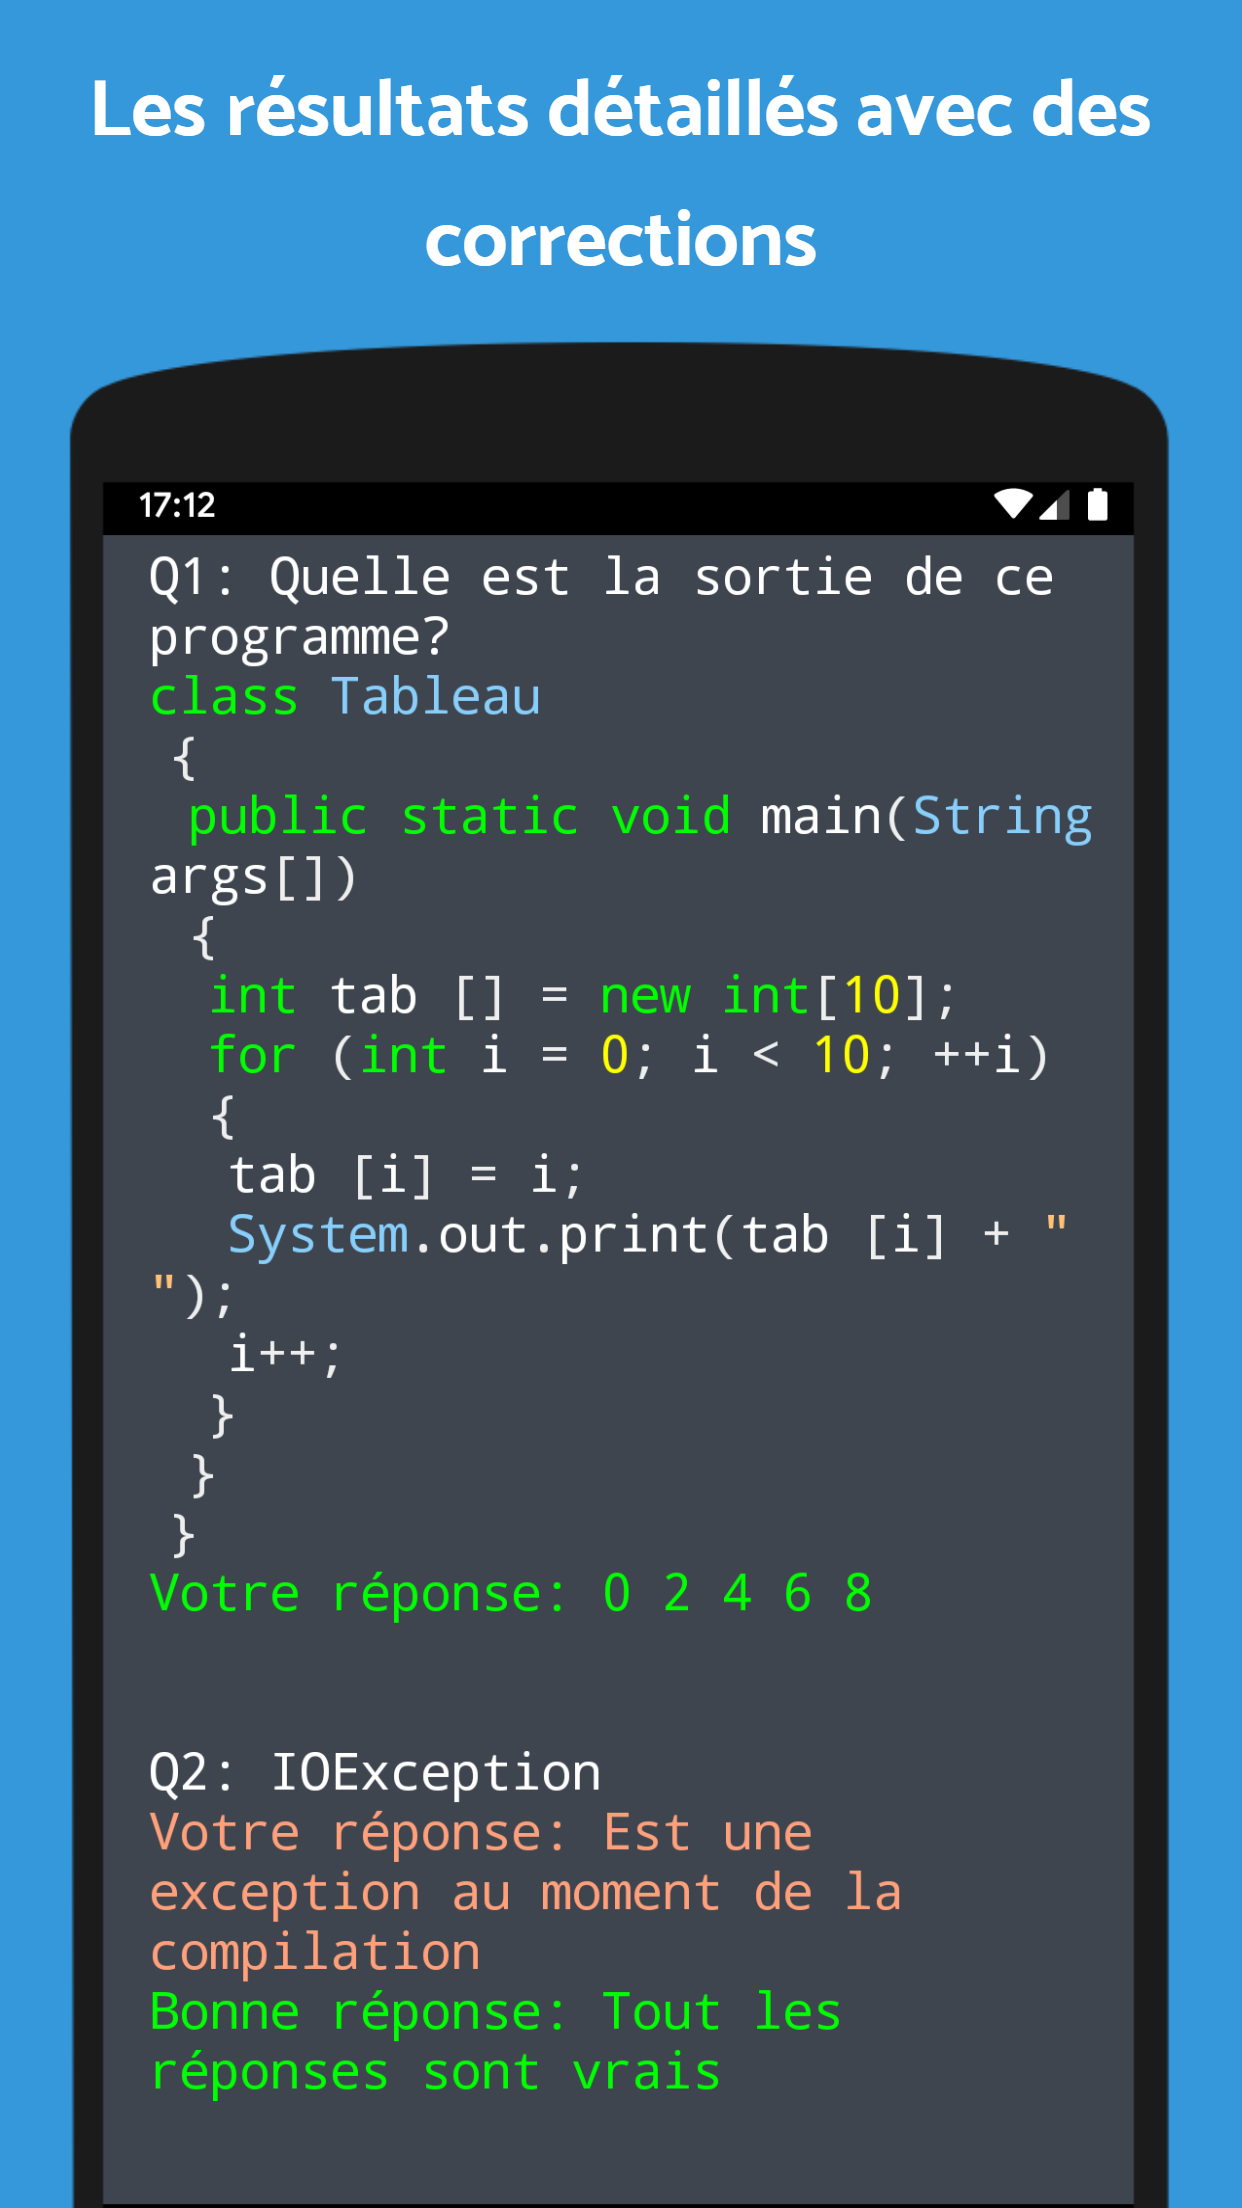 Les résultats détaillés avec des
corrections
17:12
Q1: Quelle est la sortie de ce
programme?
class Tableau
{
public static void main(String
args[])
{
int tab [] = new int[10];
for (int i = 0; i < 10; ++i)
{
tab [i] = i;
System.out.print(tab [i] + "
");
i++;
}
}
}
Votre réponse: 0 2 4 6 8
Q2: IOException
Votre réponse: Est une
exception au moment de la
compilation
Bonne réponse: Tout les
réponses sont vrais